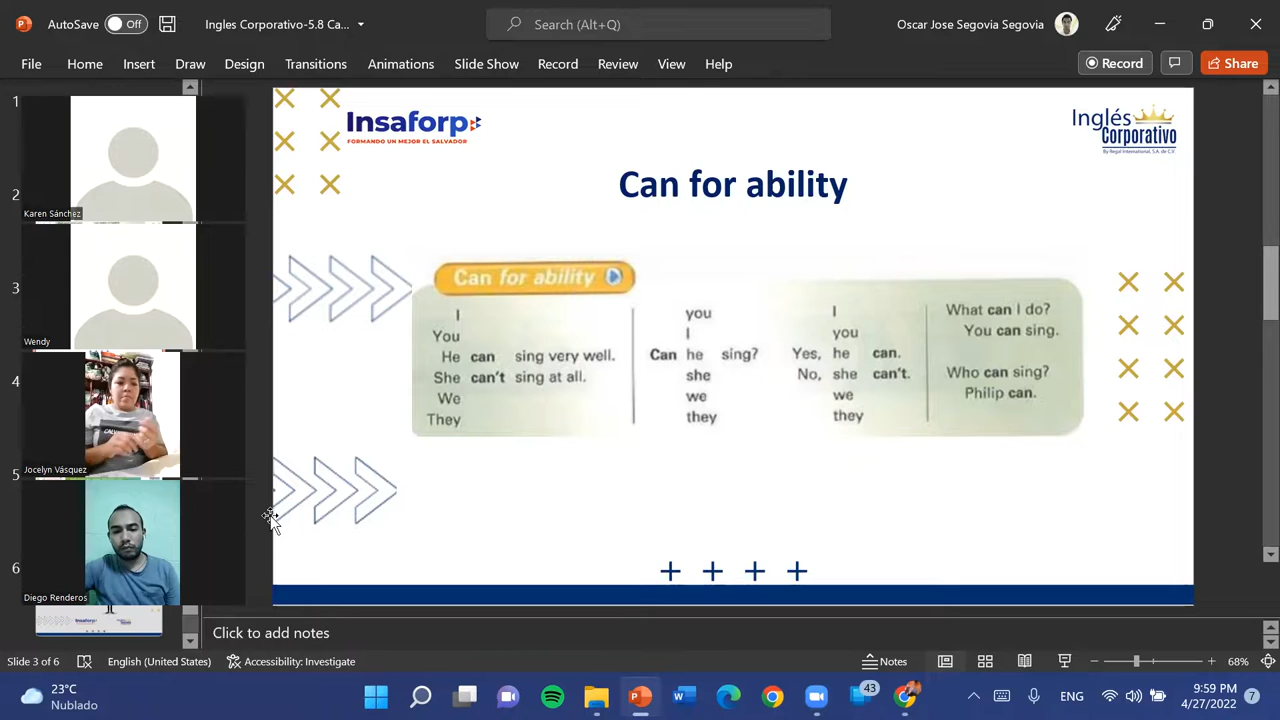 AutoSave Off Ingles Corporativo-5.8 Ca... Search (Alt+Q) Oscar Jose Segovia Segovia
File Home Insert Draw Design Transitions Animations Slide Show Record Review View Help Record Share
1
2
3
4
5
6
Karen Sánchez
Wendy
Jocelyn Vásquez
Diego Renderos
Insaforp
FORMANDO UN MEJOR EL SALVADOR
Inglés
Corporativo
By Regal International, S.A. de C.V.
Can for ability
Can for ability
I
You
He can sing very well.
She can't sing at all.
We
They
you
I
Can he sing?
she
we
they
I
you
Yes, he can.
No, she can't.
we
they
What can I do?
You can sing.
Who can sing?
Philip can.
Click to add notes
Slide 3 of 6 English (United States) Accessibility: Investigate Notes 68%
23°C
Nublado
43
ENG
9:59 PM
4/27/2022
7